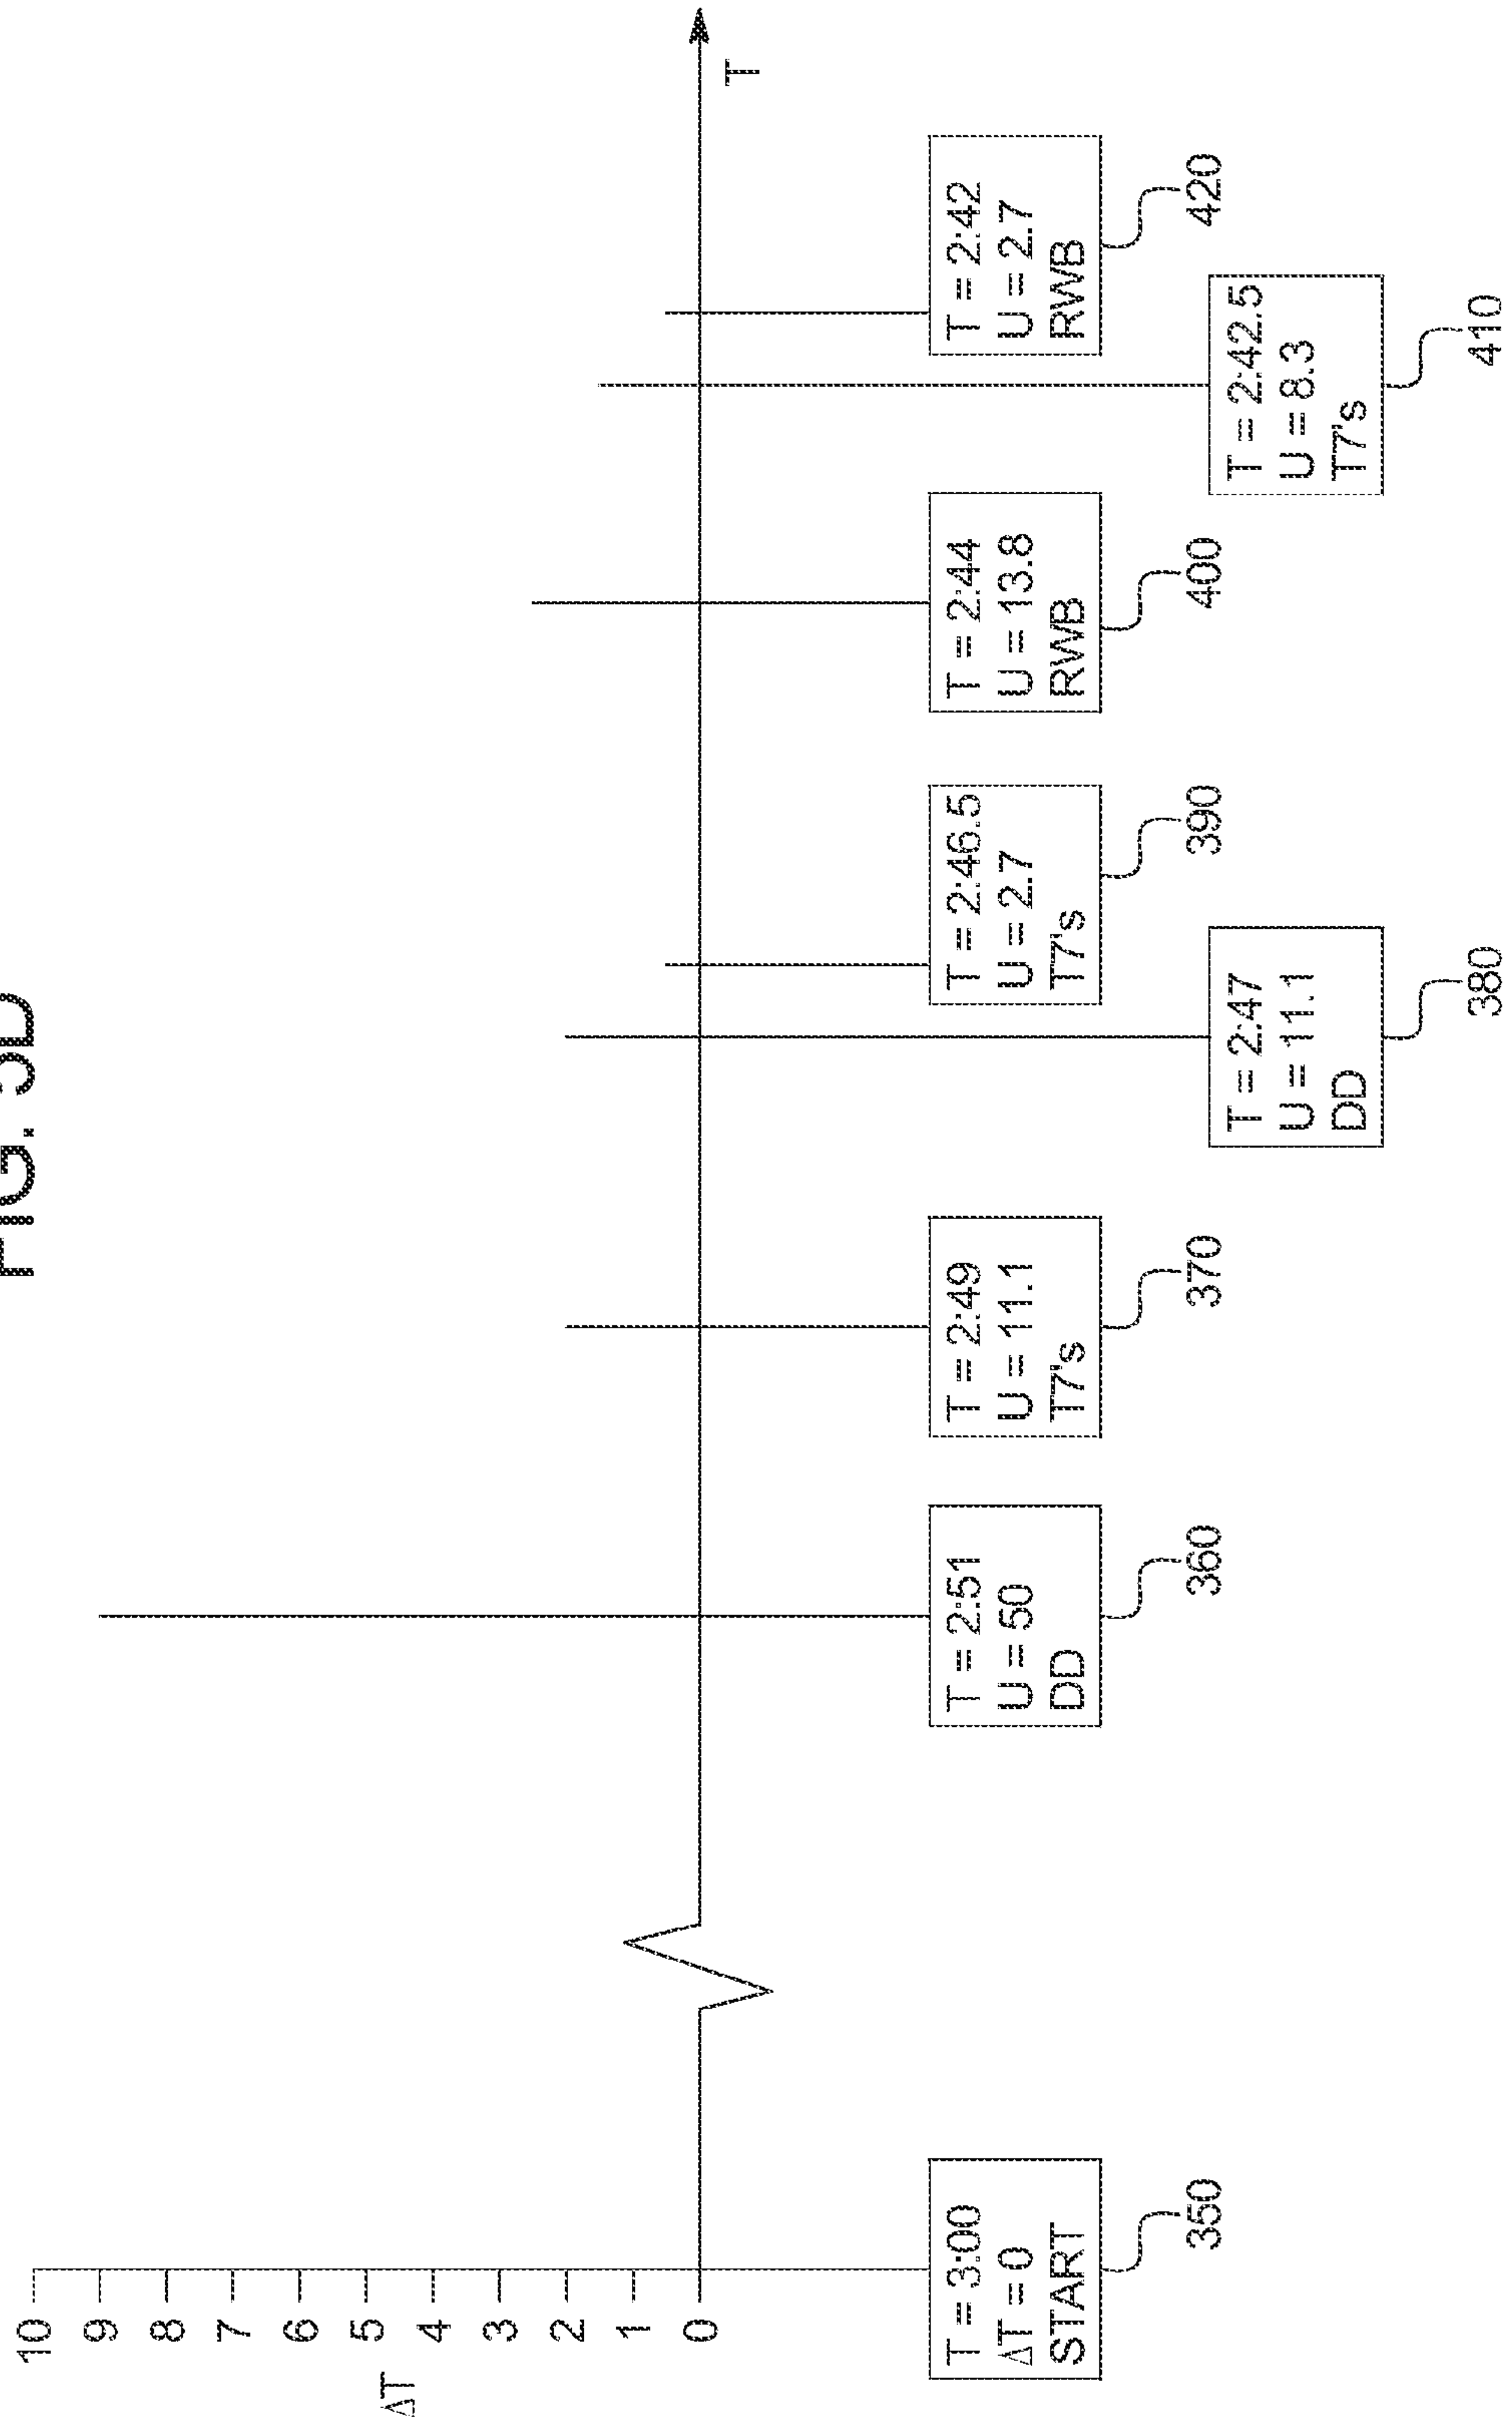 FIG.
10
9
8
7
6
5
4
3
2
1
0
ΔT
T
T = 3:00
ΔT = 0
START
350
T = 2:51
U = 50
DD
360
T = 2:49
U = 11.1
T7's
370
T = 2:47
U = 11.1
DD
380
T = 2:46.5
U = 2.7
T7's
390
T = 2:44
U = 13.8
RWB
400
T = 2:42.5
U = 8.3
T7's
410
T = 2:42
U = 2.7
RWB
420